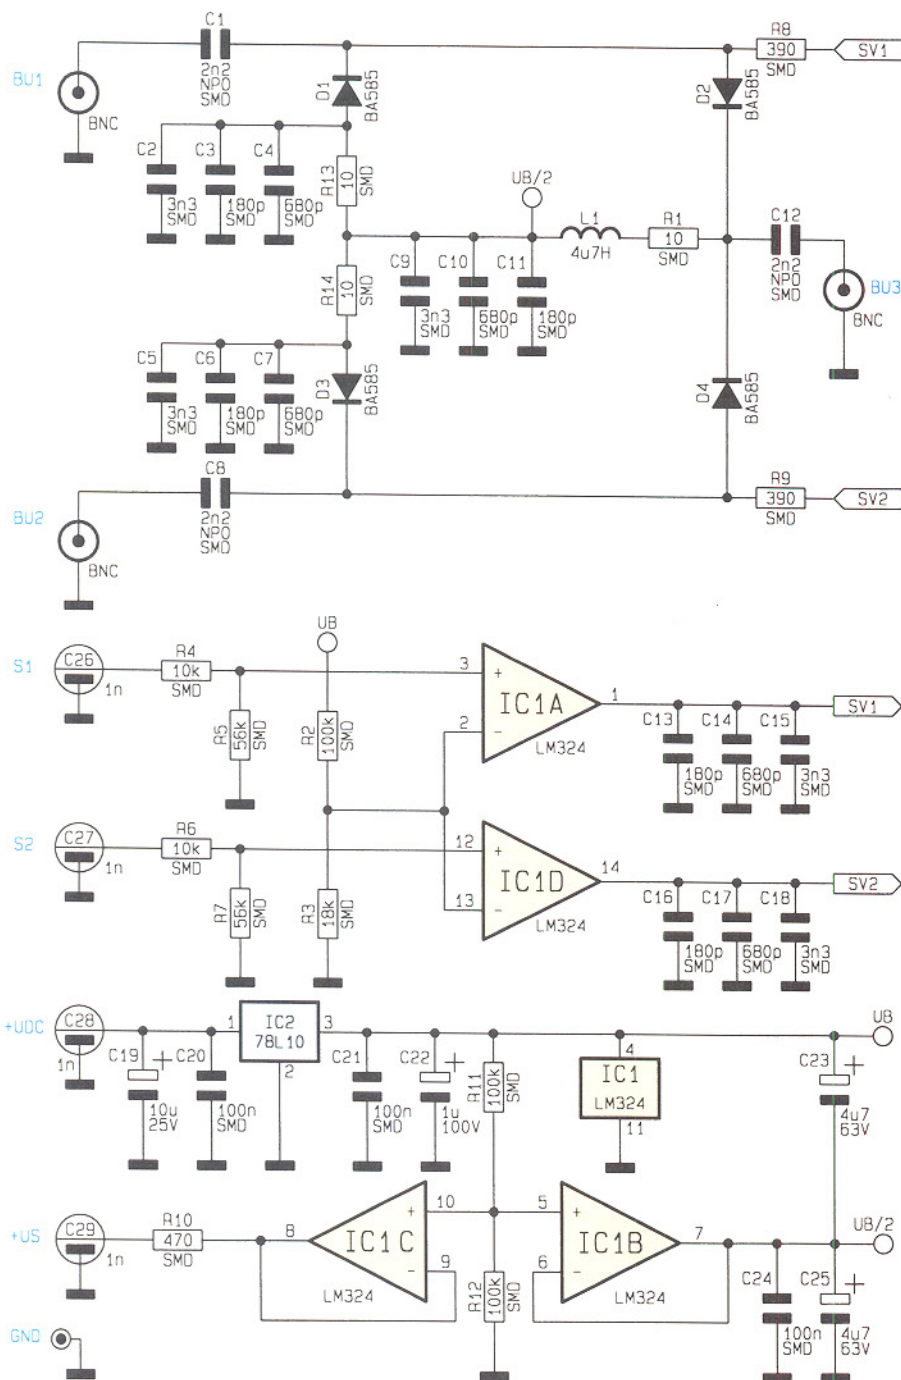 C1
R8
BU1
2n2
NPO
SMD
D1
BA585
390
SMD
SV1
D2
BA585
BNC
C2
C3
C4
R13
10
SMD
3n3
SMD
180p
SMD
680p
SMD
UB/2
L1
4u7H
R1
10
SMD
C12
2n2
NPO
SMD
BU3
BNC
C9
C10
C11
R14
10
SMD
3n3
SMD
680p
SMD
180p
SMD
C5
C6
C7
D3
BA585
D4
BA585
3n3
SMD
180p
SMD
680p
SMD
C8
R9
BU2
2n2
NPO
SMD
390
SMD
SV2
BNC
UB
S1
C26
1n
R4
10k
SMD
3
+
IC1A
1
LM324
2
-
R5
56k
SMD
R2
100k
SMD
C13
C14
C15
SV1
180p
SMD
680p
SMD
3n3
SMD
S2
C27
1n
R6
10k
SMD
12
+
IC1D
14
LM324
13
-
R7
56k
SMD
R3
18k
SMD
C16
C17
C18
SV2
180p
SMD
680p
SMD
3n3
SMD
+UDC
C28
1n
C19
+
10u
25V
C20
100n
SMD
1
IC2
78L10
3
2
C21
100n
SMD
C22
+
1u
100V
R11
100k
SMD
4
IC1
LM324
11
UB
C23
+
4u7
63V
+US
C29
1n
R10
470
SMD
8
IC1C
+
10
-
9
LM324
R12
100k
SMD
5
+
IC1B
7
6
-
LM324
UB/2
C24
100n
SMD
C25
+
4u7
63V
GND